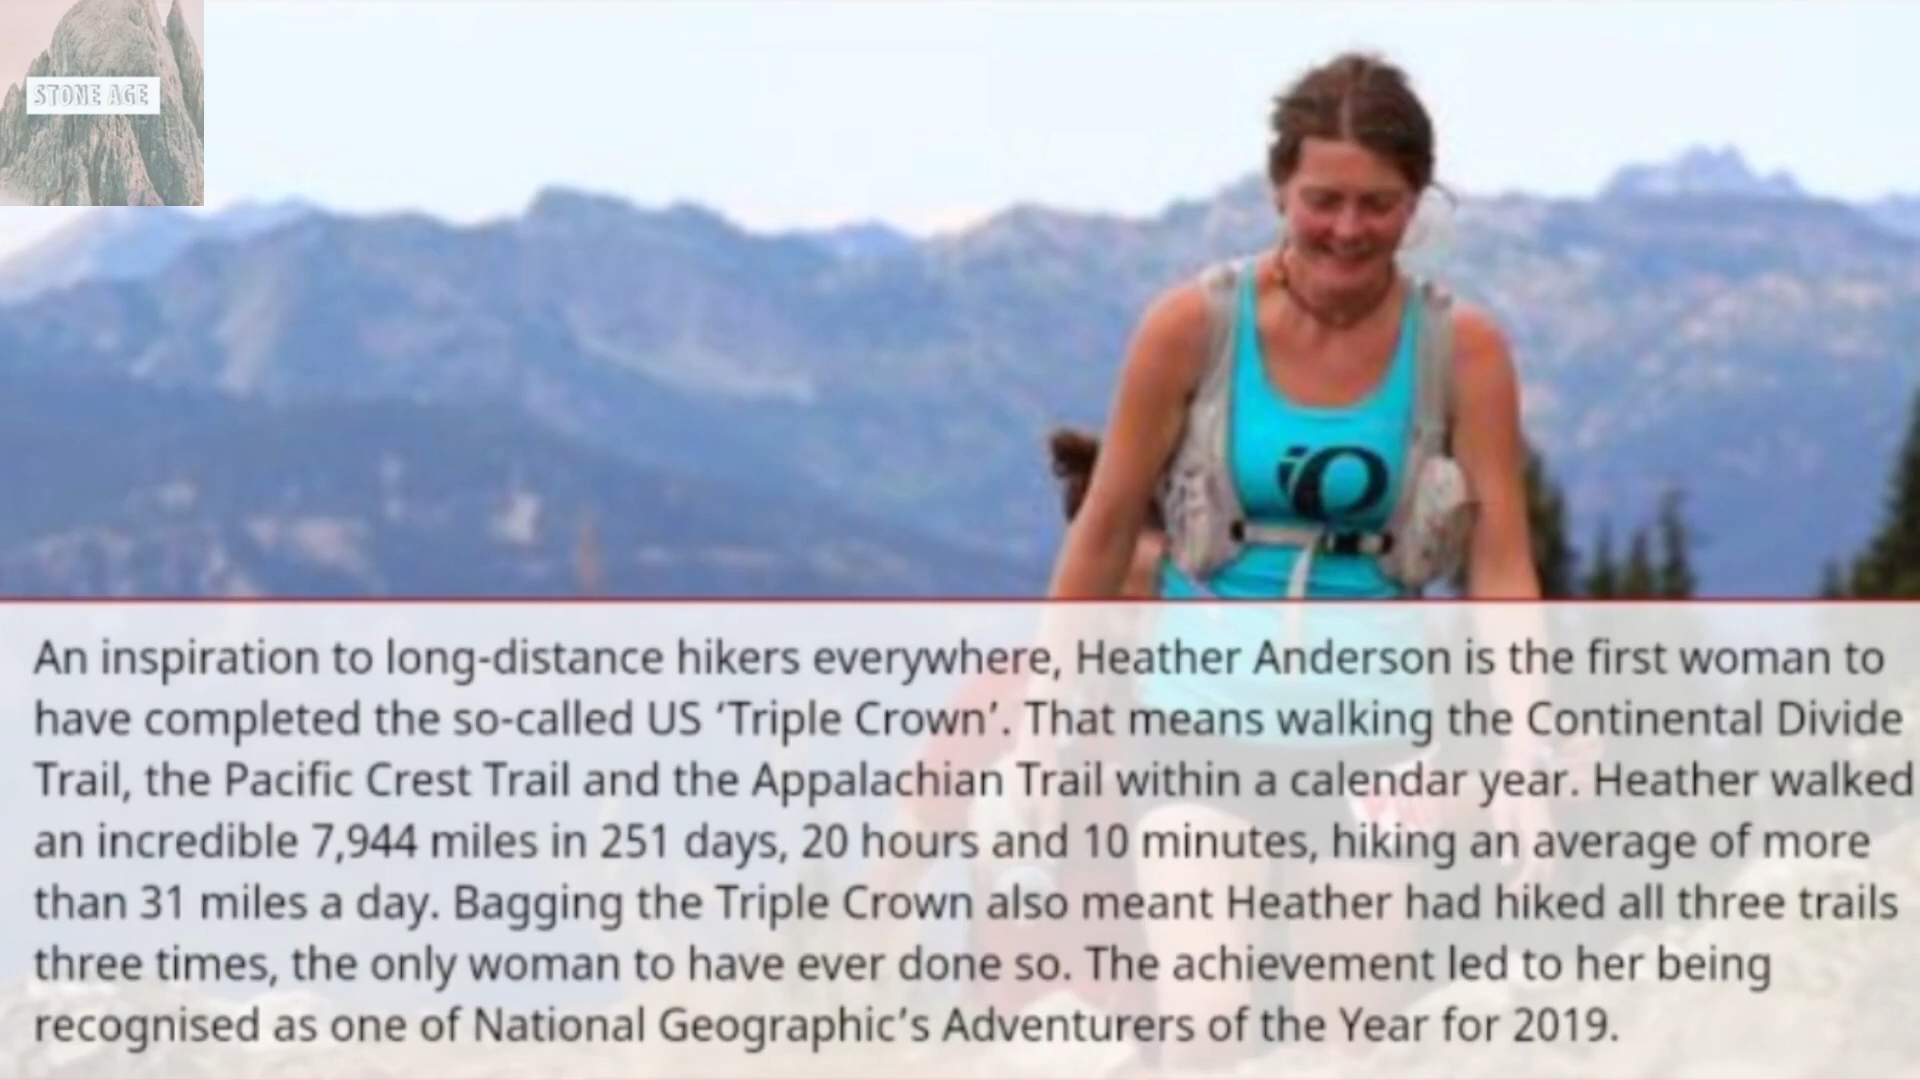 STONE AGE
iO
An inspiration to long-distance hikers everywhere, Heather Anderson is the first woman to
have completed the so-called US ‘Triple Crown’. That means walking the Continental Divide
Trail, the Pacific Crest Trail and the Appalachian Trail within a calendar year. Heather walked
an incredible 7,944 miles in 251 days, 20 hours and 10 minutes, hiking an average of more
than 31 miles a day. Bagging the Triple Crown also meant Heather had hiked all three trails
three times, the only woman to have ever done so. The achievement led to her being
recognised as one of National Geographic’s Adventurers of the Year for 2019.